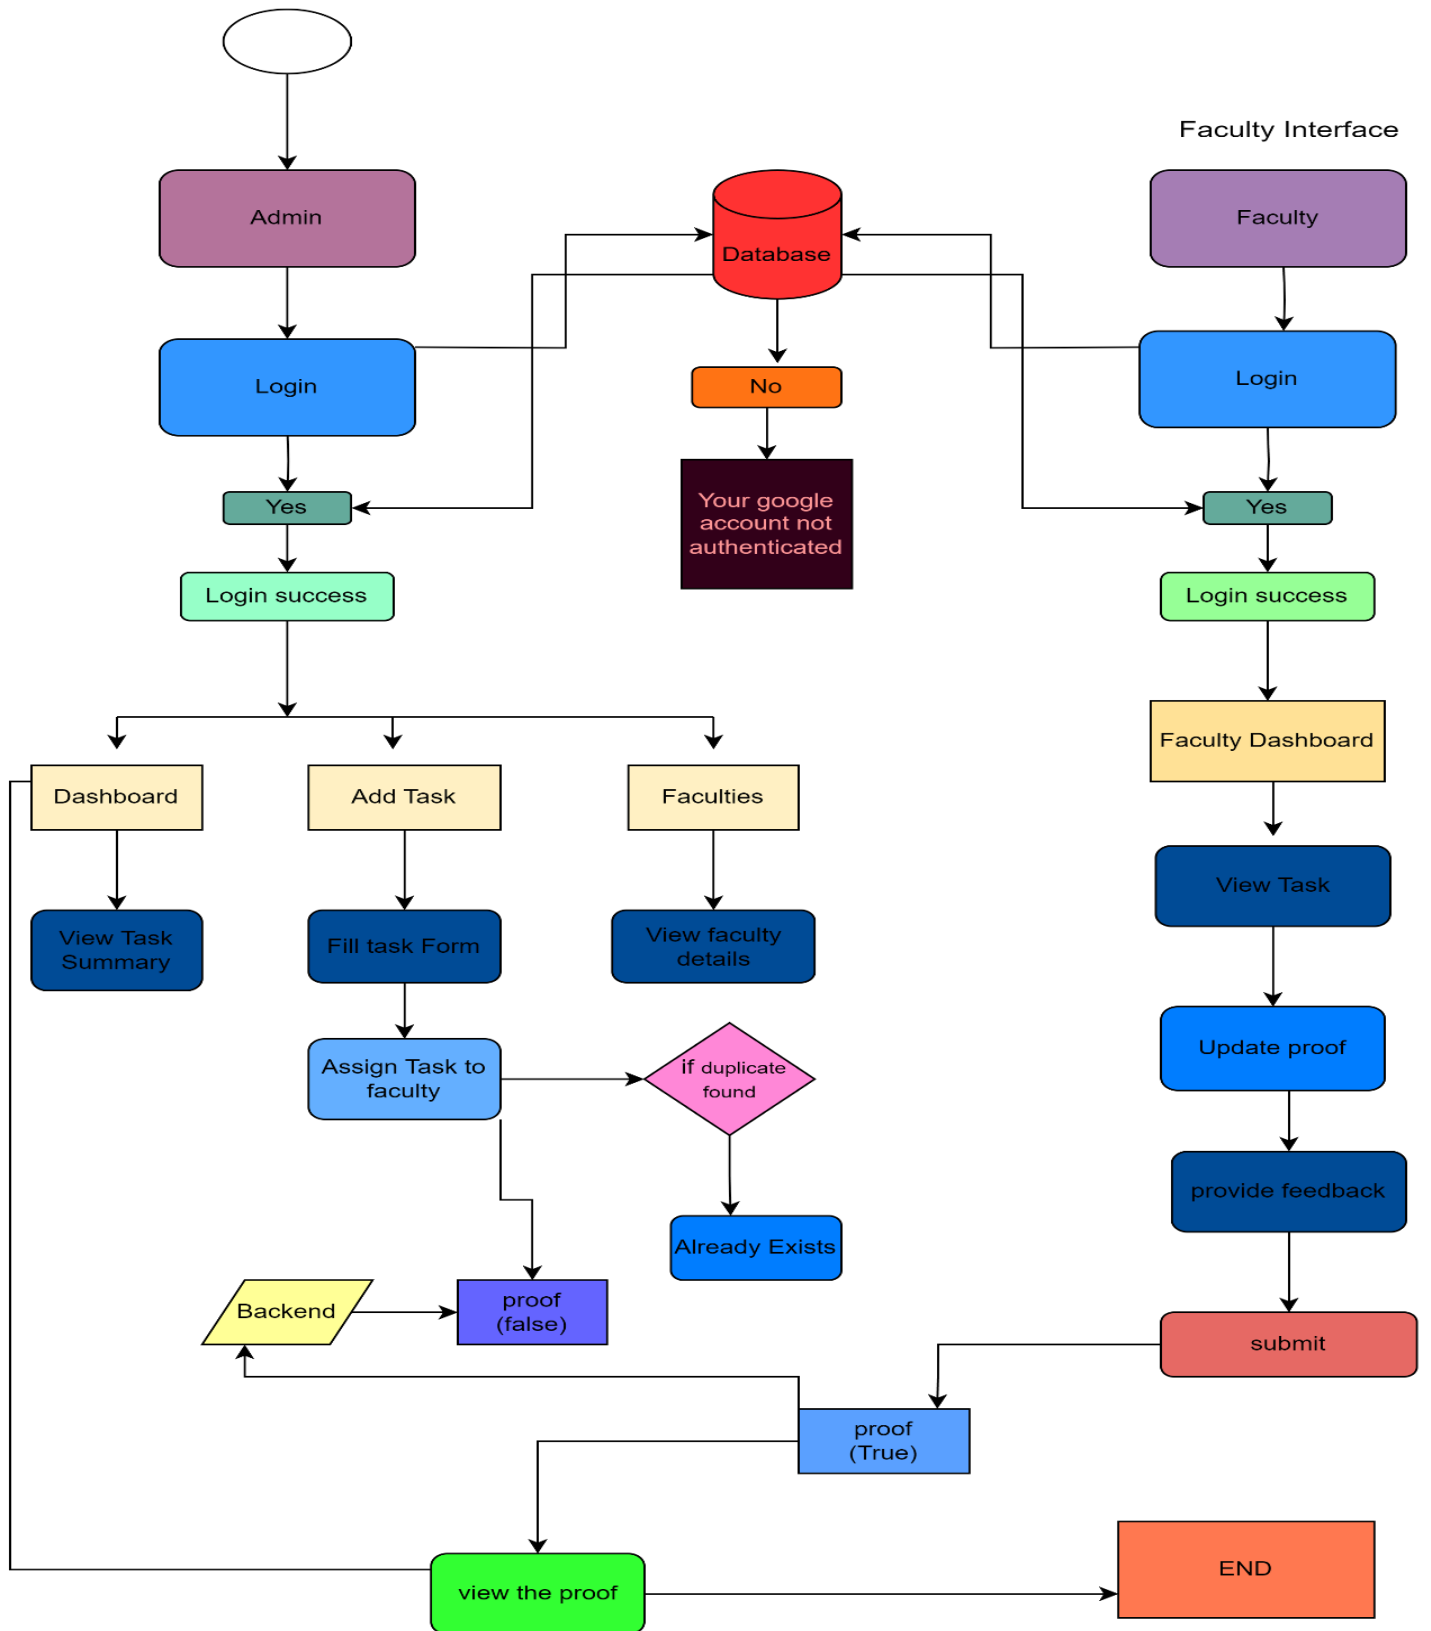 Faculty Interface
Admin
Database
Faculty
Login
No
Login
Yes
Your google
account not
authenticated
Yes
Login success
Login success
Faculty Dashboard
Dashboard
Add Task
Faculties
View Task
View Task
Summary
Fill task Form
View faculty
details
Assign Task to
faculty
if duplicate
found
Update proof
provide feedback
Already Exists
Backend
proof
(false)
submit
proof
(True)
view the proof
END